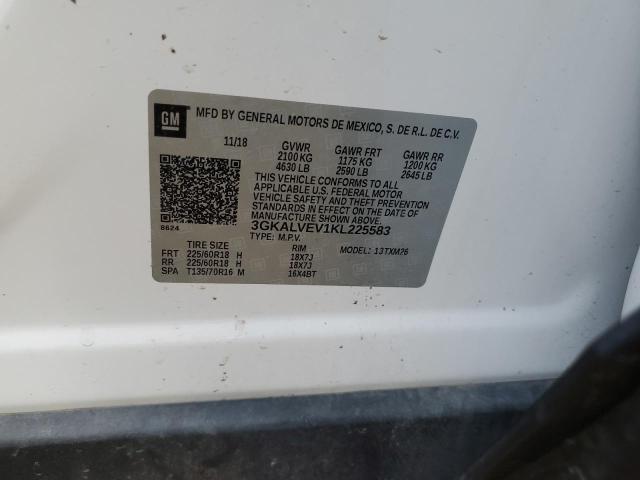 GM
MFD BY GENERAL MOTORS DE MEXICO, S. DE R.L. DE C.V.
11/18 GVWR GAWR FRT GAWR RR
2100 KG 1175 KG 1200 KG
4630 LB 2590 LB 2645 LB
THIS VEHICLE CONFORMS TO ALL
APPLICABLE U.S. FEDERAL MOTOR
VEHICLE SAFETY AND THEFT PREVENTION
STANDARDS IN EFFECT ON THE DATE OF
MANUFACTURE SHOWN ABOVE.
8624
3GKALVEV1KL225583
TYPE: M.P.V. MODEL: 13TXM26
TIRE SIZE RIM
FRT 225/60R18 H 18X7J
RR 225/60R18 H 18X7J
SPA T135/70R16 M 16X4BT